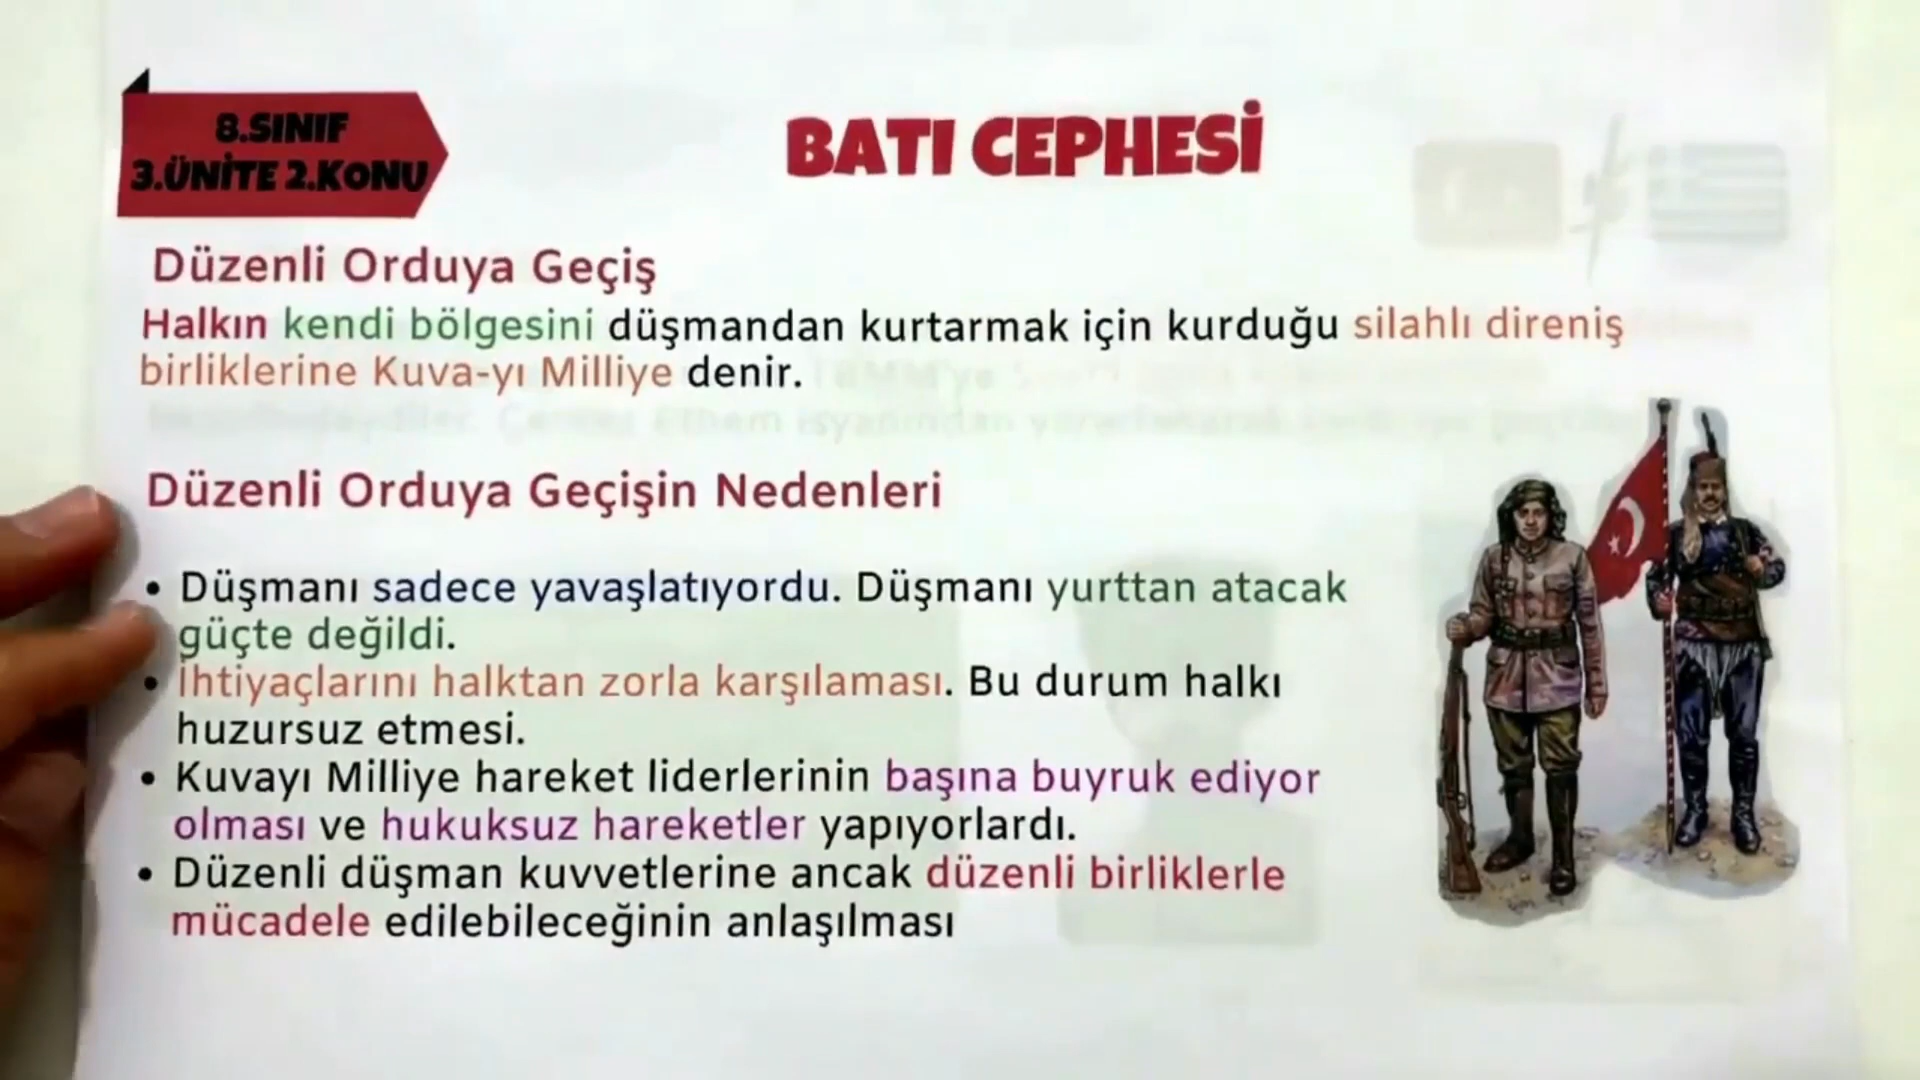 8.SINIF
3.ÜNİTE 2.KONU
BATI CEPHESİ
Düzenli Orduya Geçiş
Halkın kendi bölgesini düşmandan kurtarmak için kurduğu silahlı direniş
birliklerine Kuva-yı Milliye denir.
Düzenli Orduya Geçişin Nedenleri
• Düşmanı sadece yavaşlatıyordu. Düşmanı yurttan atacak
güçte değildi.
• İhtiyaçlarını halktan zorla karşılaması. Bu durum halkı
huzursuz etmesi.
• Kuvayı Milliye hareket liderlerinin başına buyruk ediyor
olması ve hukuksuz hareketler yapıyorlardı.
• Düzenli düşman kuvvetlerine ancak düzenli birliklerle
mücadele edilebileceğinin anlaşılması